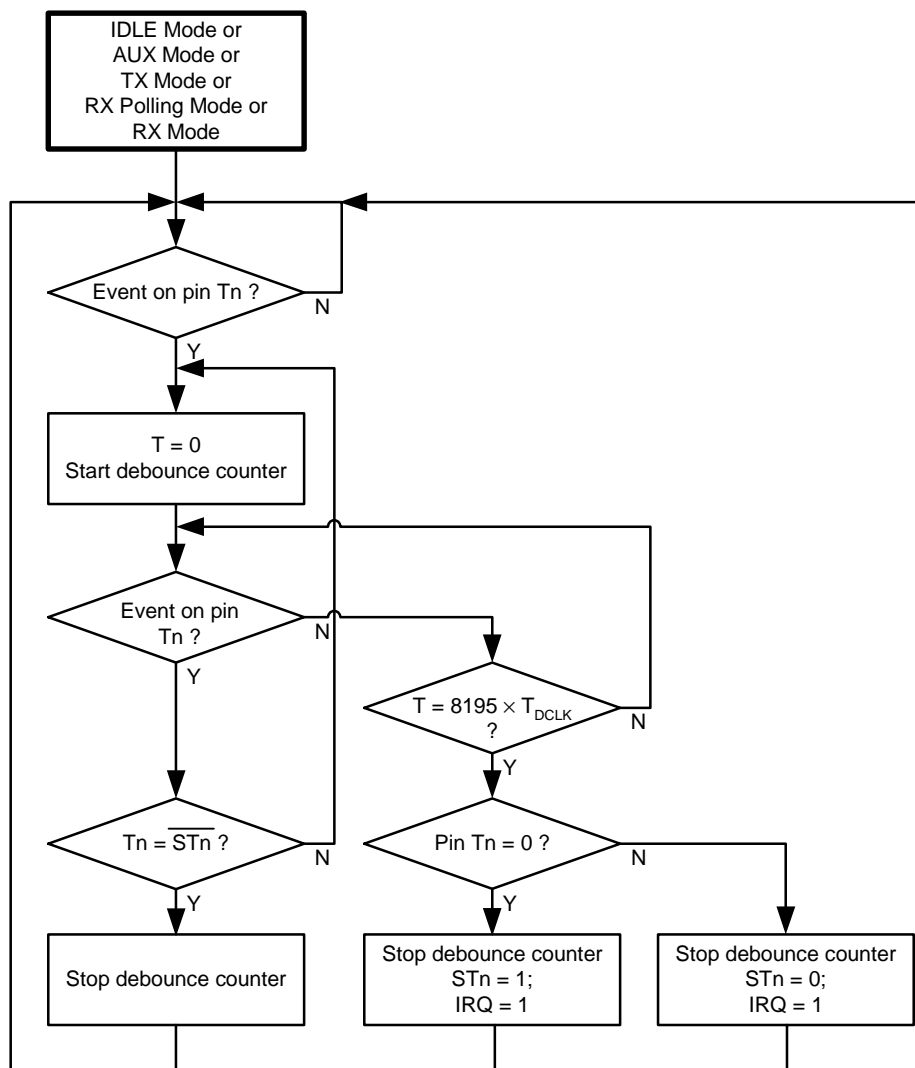 IDLE Mode or
AUX Mode or
TX Mode or
RX Polling Mode or
RX Mode
Event on pin Tn ?
N
Y
T = 0
Start debounce counter
Event on pin
Tn ?
N
Y
T = 8195 × T_DCLK
?
N
Y
Tn = S̅T̅n̅ ?
N
Y
Pin Tn = 0 ?
N
Y
Stop debounce counter
Stop debounce counter
STn = 1;
IRQ = 1
Stop debounce counter
STn = 0;
IRQ = 1